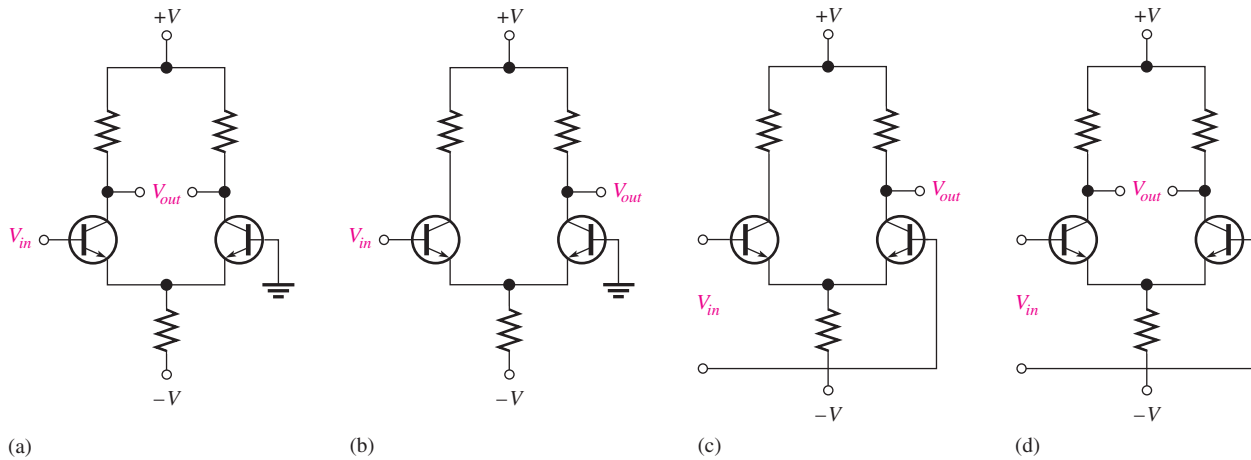 +V +V +V +V
V_out V_out V_out V_out
V_in V_in
V_in V_in
−V −V
−V −V
(a) (b) (c) (d)